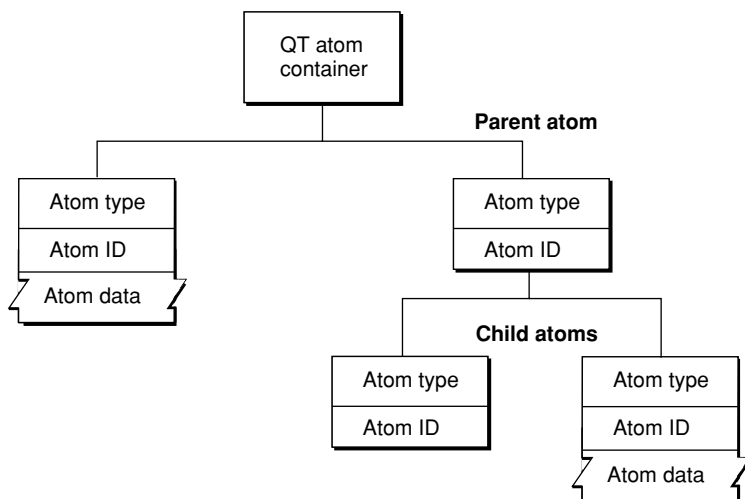 QT atom
container
Parent atom
Atom type
Atom ID
Atom data
Atom type
Atom ID
Child atoms
Atom type
Atom ID
Atom type
Atom ID
Atom data